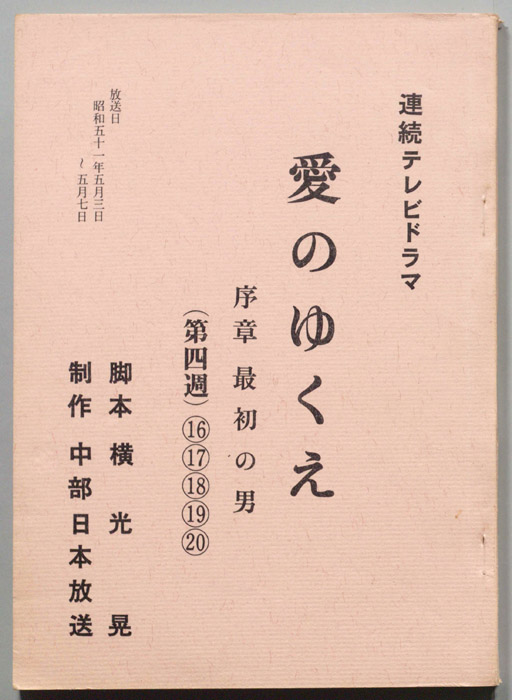 連続テレビドラマ
愛のゆくえ
序章 最初の男
（第四週）⑯⑰⑱⑲⑳
脚本 横光晃
制作 中部日本放送
放送日
昭和五十一年五月三日
～五月七日